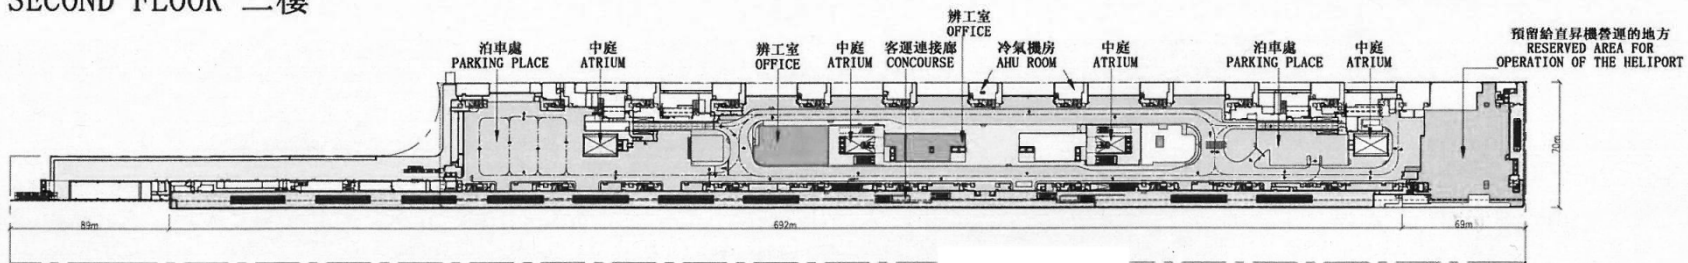 SECOND FLOOR 二樓
辨工室
OFFICE
泊車處
PARKING PLACE
中庭
ATRIUM
辨工室
OFFICE
中庭
ATRIUM
客運連接廊
CONCOURSE
冷氣機房
AHU ROOM
中庭
ATRIUM
泊車處
PARKING PLACE
中庭
ATRIUM
預留給直昇機營運的地方
RESERVED AREA FOR
OPERATION OF THE HELIPORT
70m
89m
692m
69m